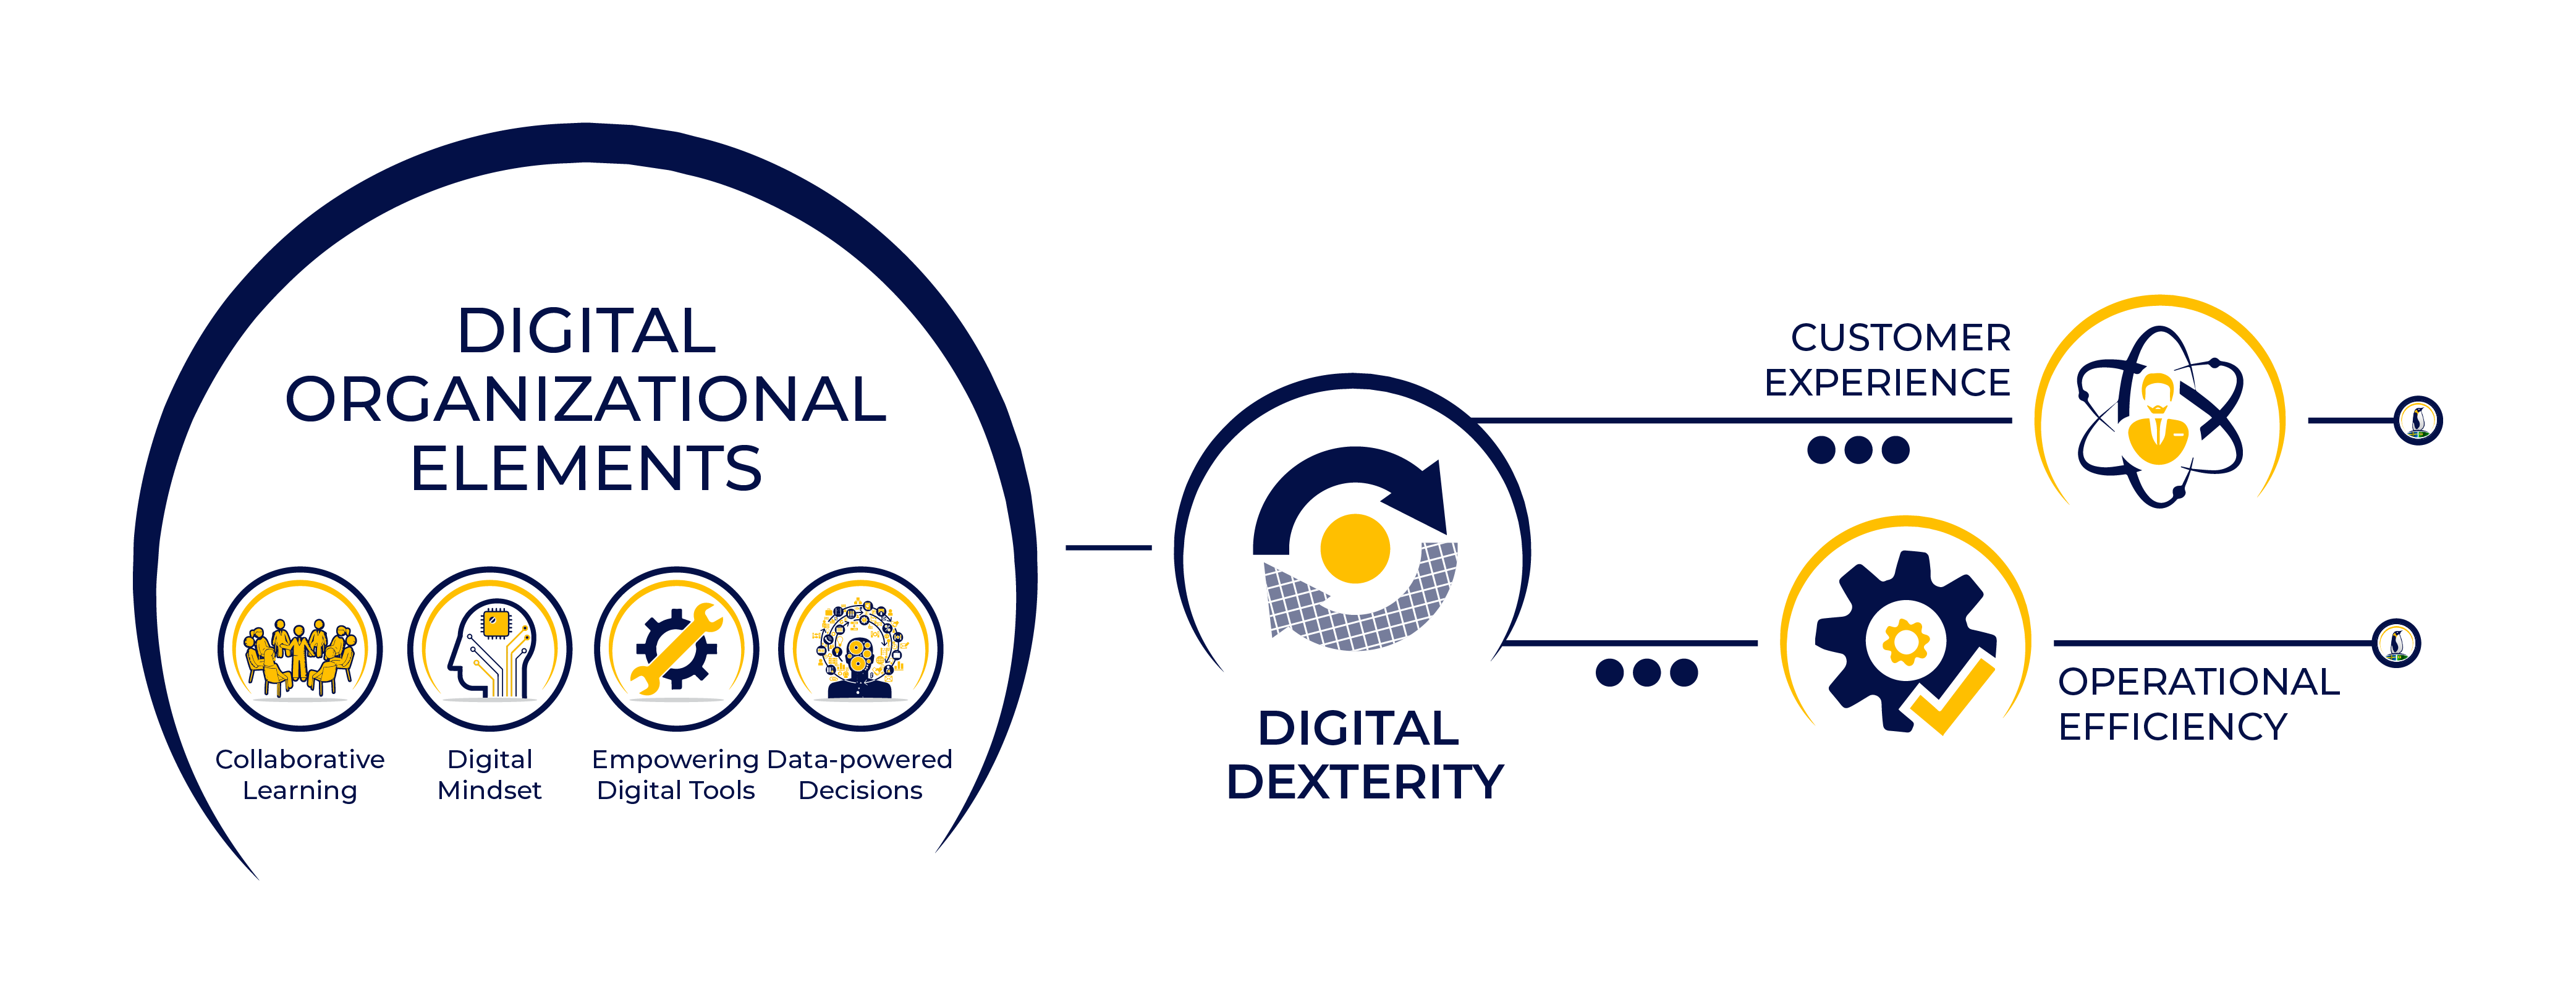 DIGITAL
ORGANIZATIONAL
ELEMENTS
Collaborative
Learning
Digital
Mindset
Empowering
Digital Tools
Data-powered
Decisions
DIGITAL
DEXTERITY
CUSTOMER
EXPERIENCE
OPERATIONAL
EFFICIENCY